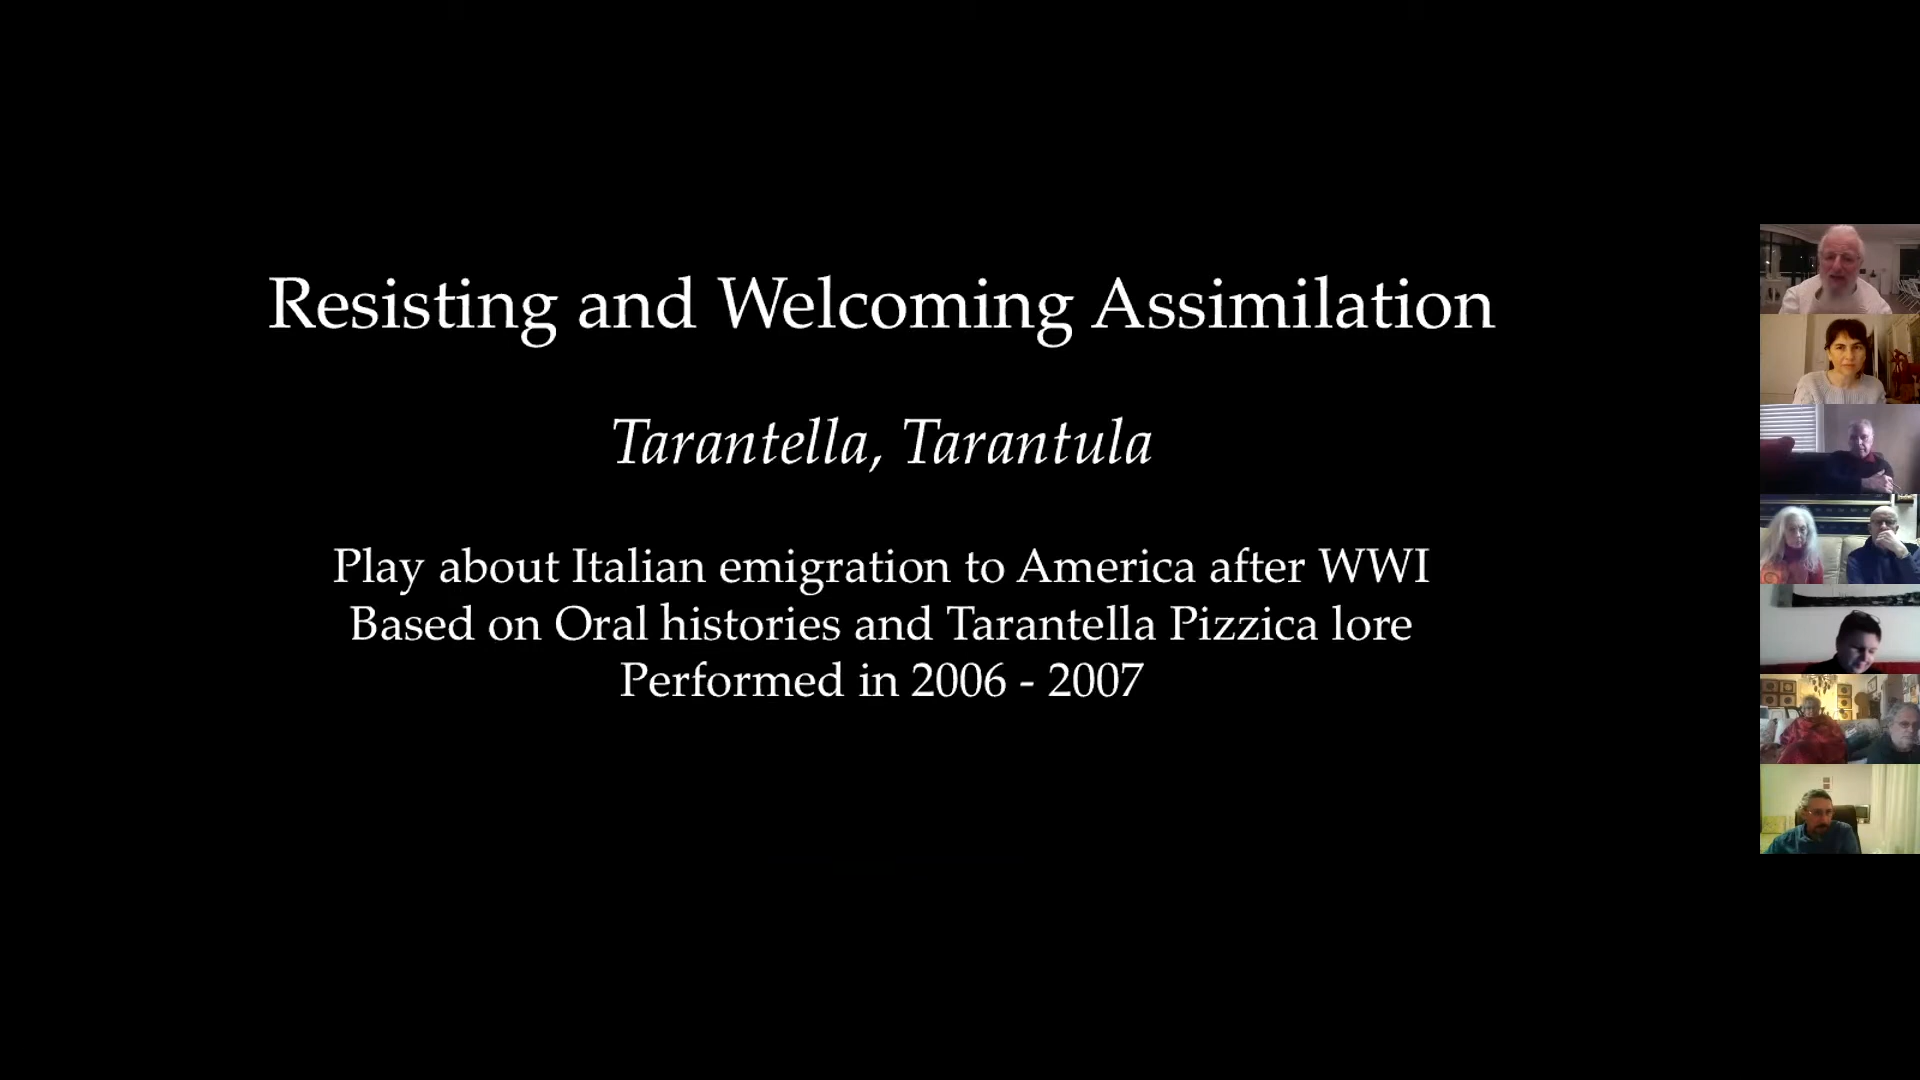 Resisting and Welcoming Assimilation
Tarantella, Tarantula
Play about Italian emigration to America after WWI
Based on Oral histories and Tarantella Pizzica lore
Performed in 2006 - 2007